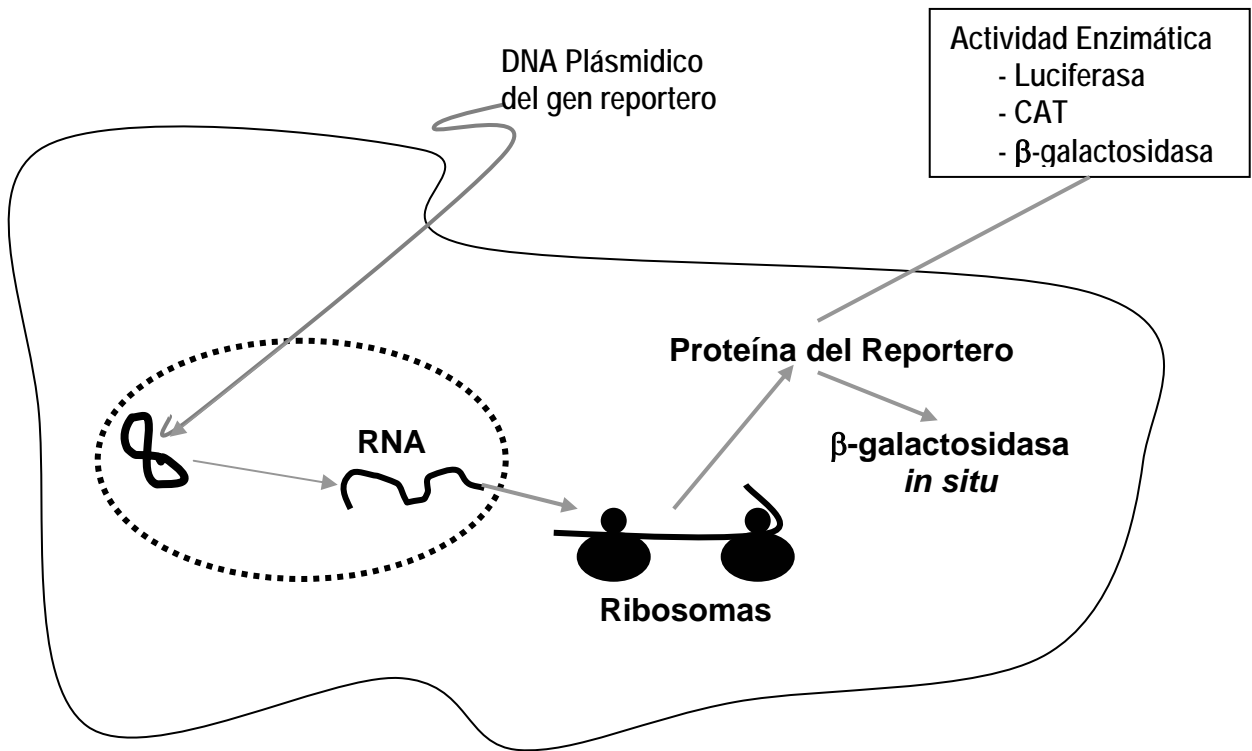 DNA Plásmidico
del gen reportero
Actividad Enzimática
- Luciferasa
- CAT
- β-galactosidasa
Proteína del Reportero
RNA
β-galactosidasa
in situ
Ribosomas